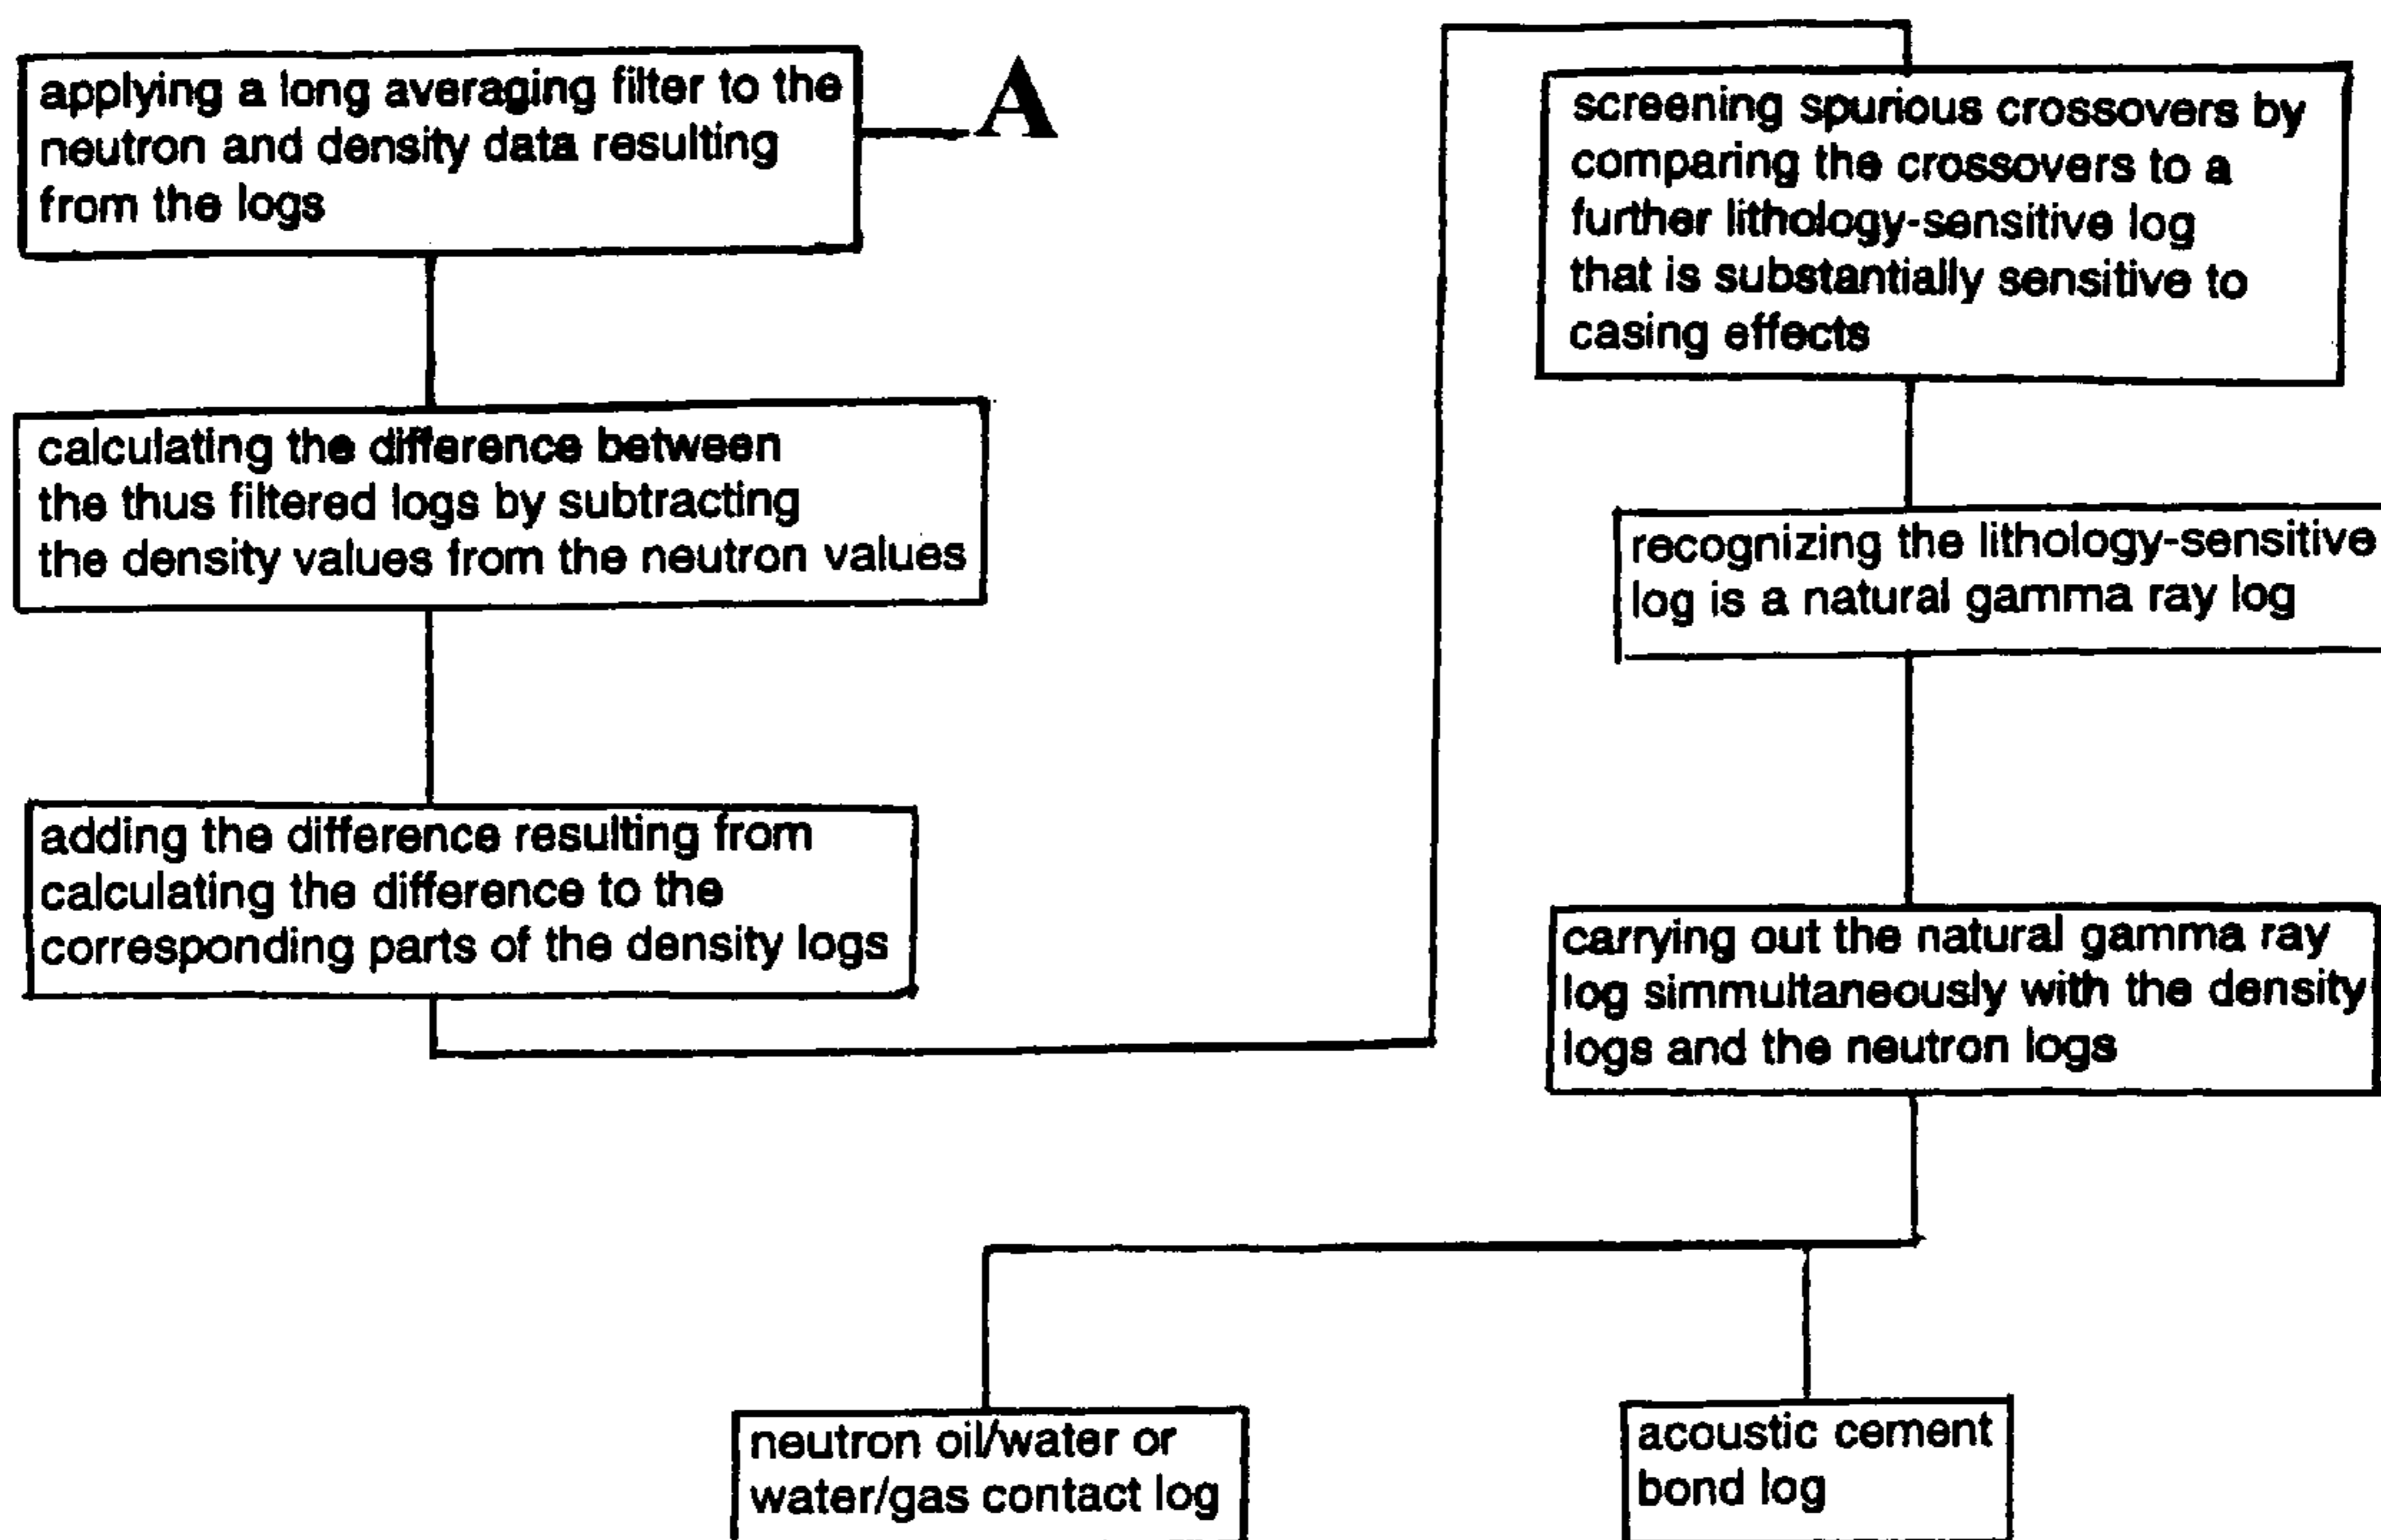 applying a long averaging filter to the
neutron and density data resulting
from the logs
A
calculating the difference between
the thus filtered logs by subtracting
the density values from the neutron values
adding the difference resulting from
calculating the difference to the
corresponding parts of the density logs
screening spurious crossovers by
comparing the crossovers to a
further lithology-sensitive log
that is substantially sensitive to
casing effects
recognizing the lithology-sensitive
log is a natural gamma ray log
carrying out the natural gamma ray
log simmultaneously with the density
logs and the neutron logs
neutron oil/water or
water/gas contact log
acoustic cement
bond log